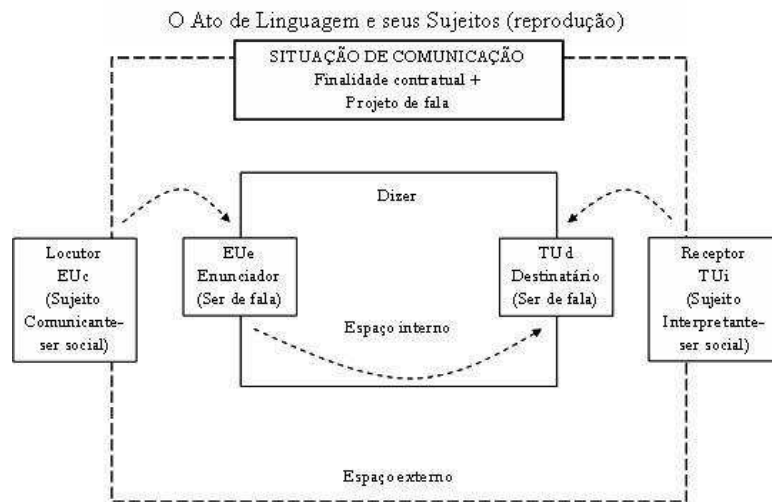 O Ato de Linguagem e seus Sujeitos (reprodução)
SITUAÇÃO DE COMUNICAÇÃO
Finalidade contratual +
Projeto de fala
Dizer
Locutor
EUc
(Sujeito
Comunicante-
ser social)
EUe
Enunciador
(Ser de fala)
TUd
Destinatário
(Ser de fala)
Receptor
TUi
(Sujeito
Interpretante-
ser social)
Espaço interno
Espaço externo